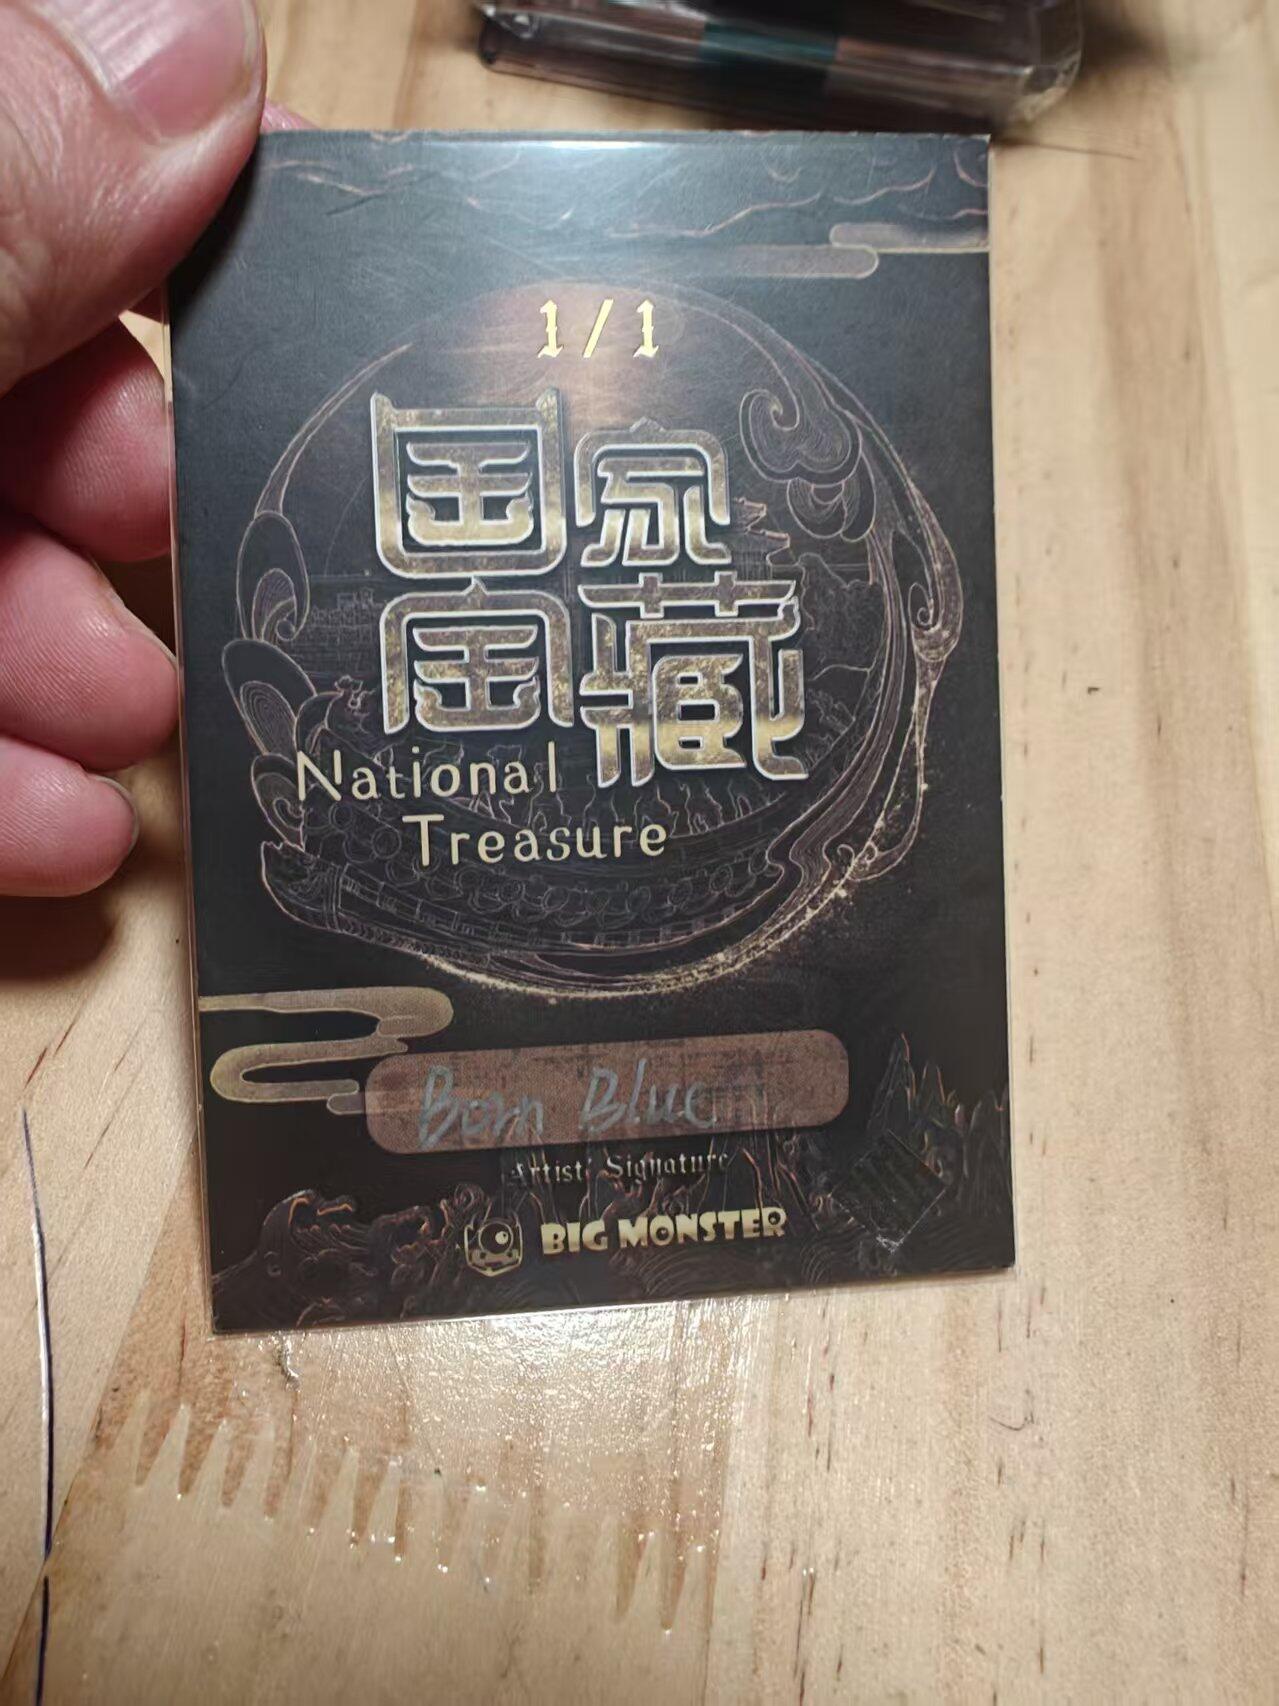 1/1
国家
宝藏
National
Treasure
Born Blue
Artist' Signature
BIG MONSTER